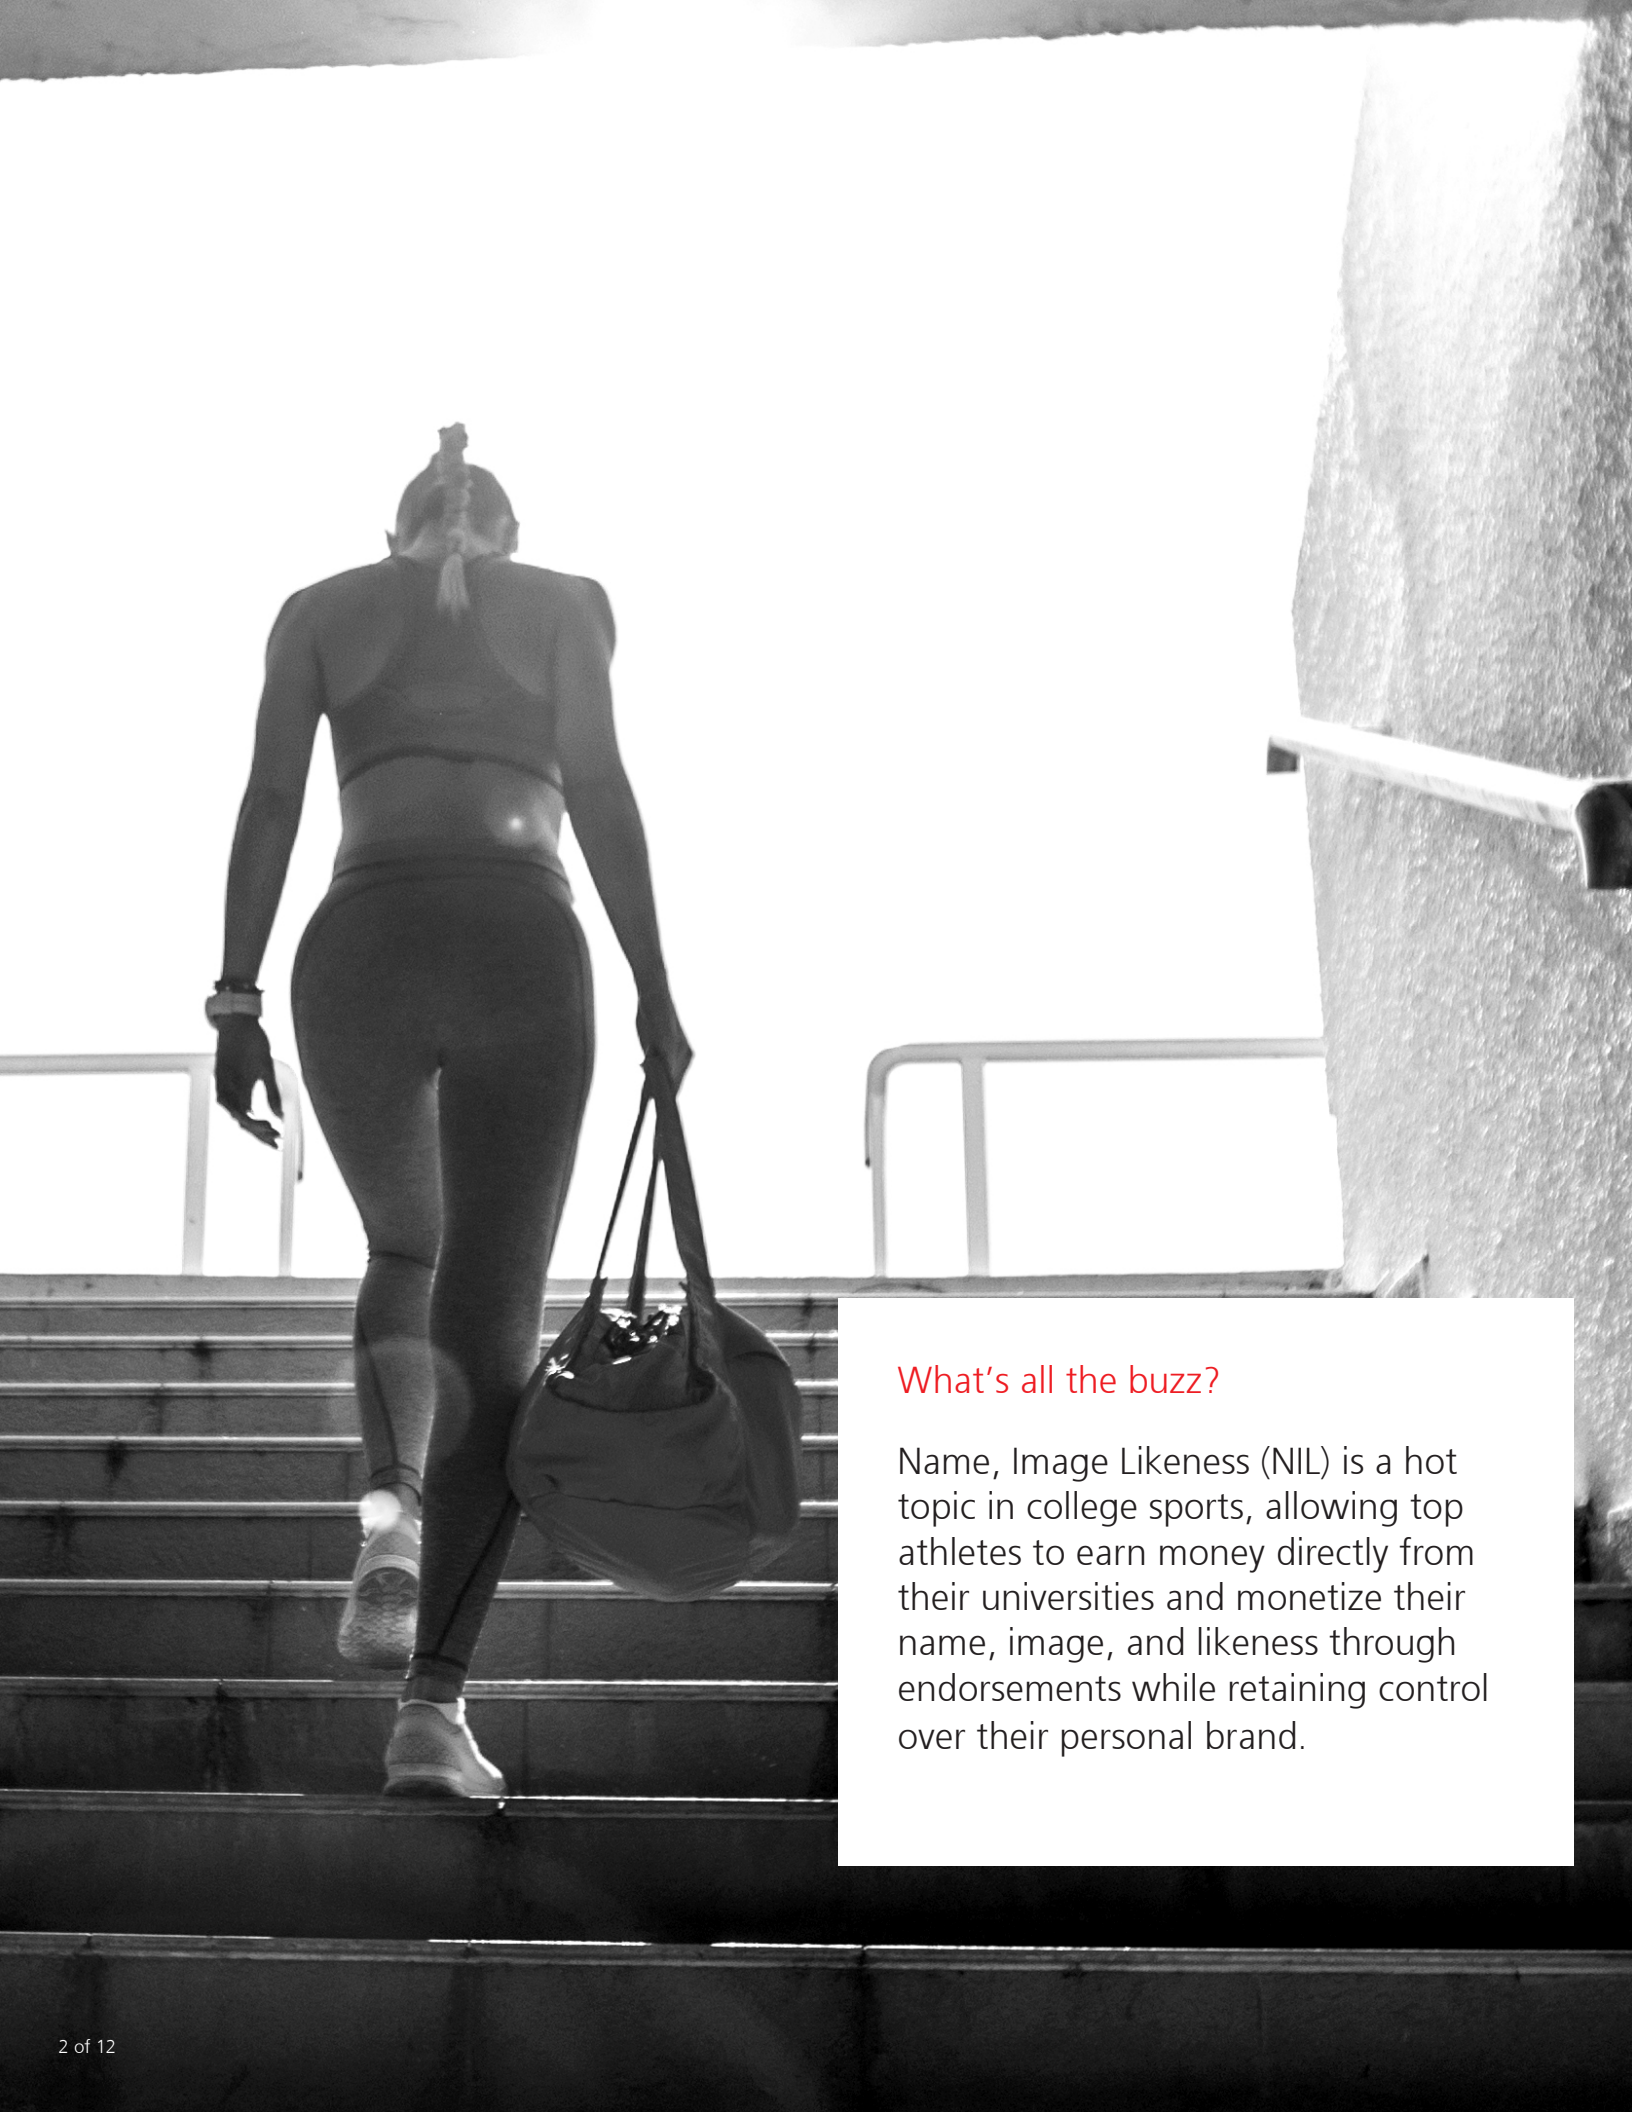 What’s all the buzz?
Name, Image Likeness (NIL) is a hot
topic in college sports, allowing top
athletes to earn money directly from
their universities and monetize their
name, image, and likeness through
endorsements while retaining control
over their personal brand.
2 of 12